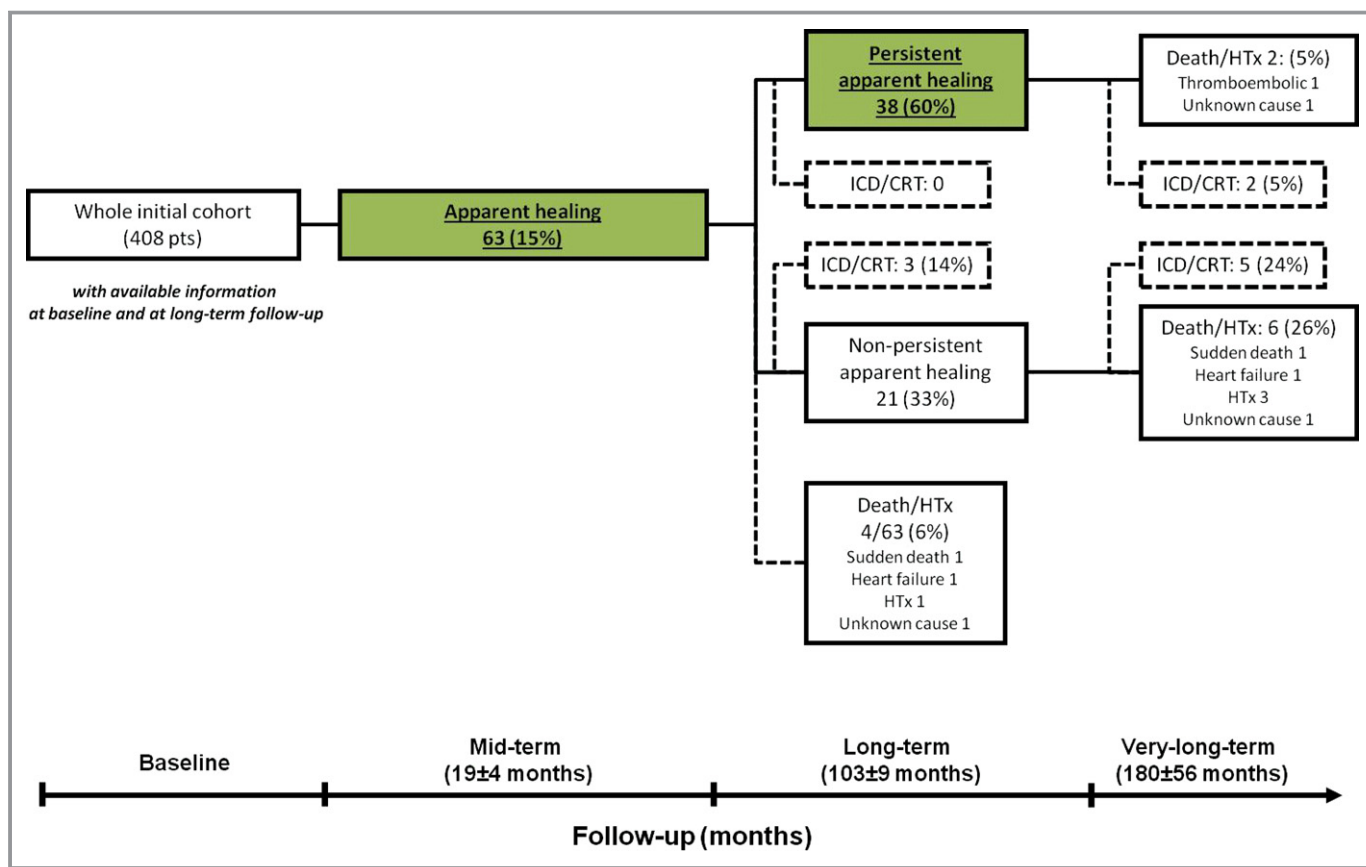 Whole initial cohort
(408 pts)
with available information
at baseline and at long-term follow-up
Apparent healing
63 (15%)
Persistent
apparent healing
38 (60%)
ICD/CRT: 0
ICD/CRT: 3 (14%)
Non-persistent
apparent healing
21 (33%)
Death/HTx
4/63 (6%)
Sudden death 1
Heart failure 1
HTx 1
Unknown cause 1
Death/HTx 2: (5%)
Thromboembolic 1
Unknown cause 1
ICD/CRT: 2 (5%)
ICD/CRT: 5 (24%)
Death/HTx: 6 (26%)
Sudden death 1
Heart failure 1
HTx 3
Unknown cause 1
Baseline
Mid-term
(19±4 months)
Long-term
(103±9 months)
Very-long-term
(180±56 months)
Follow-up (months)